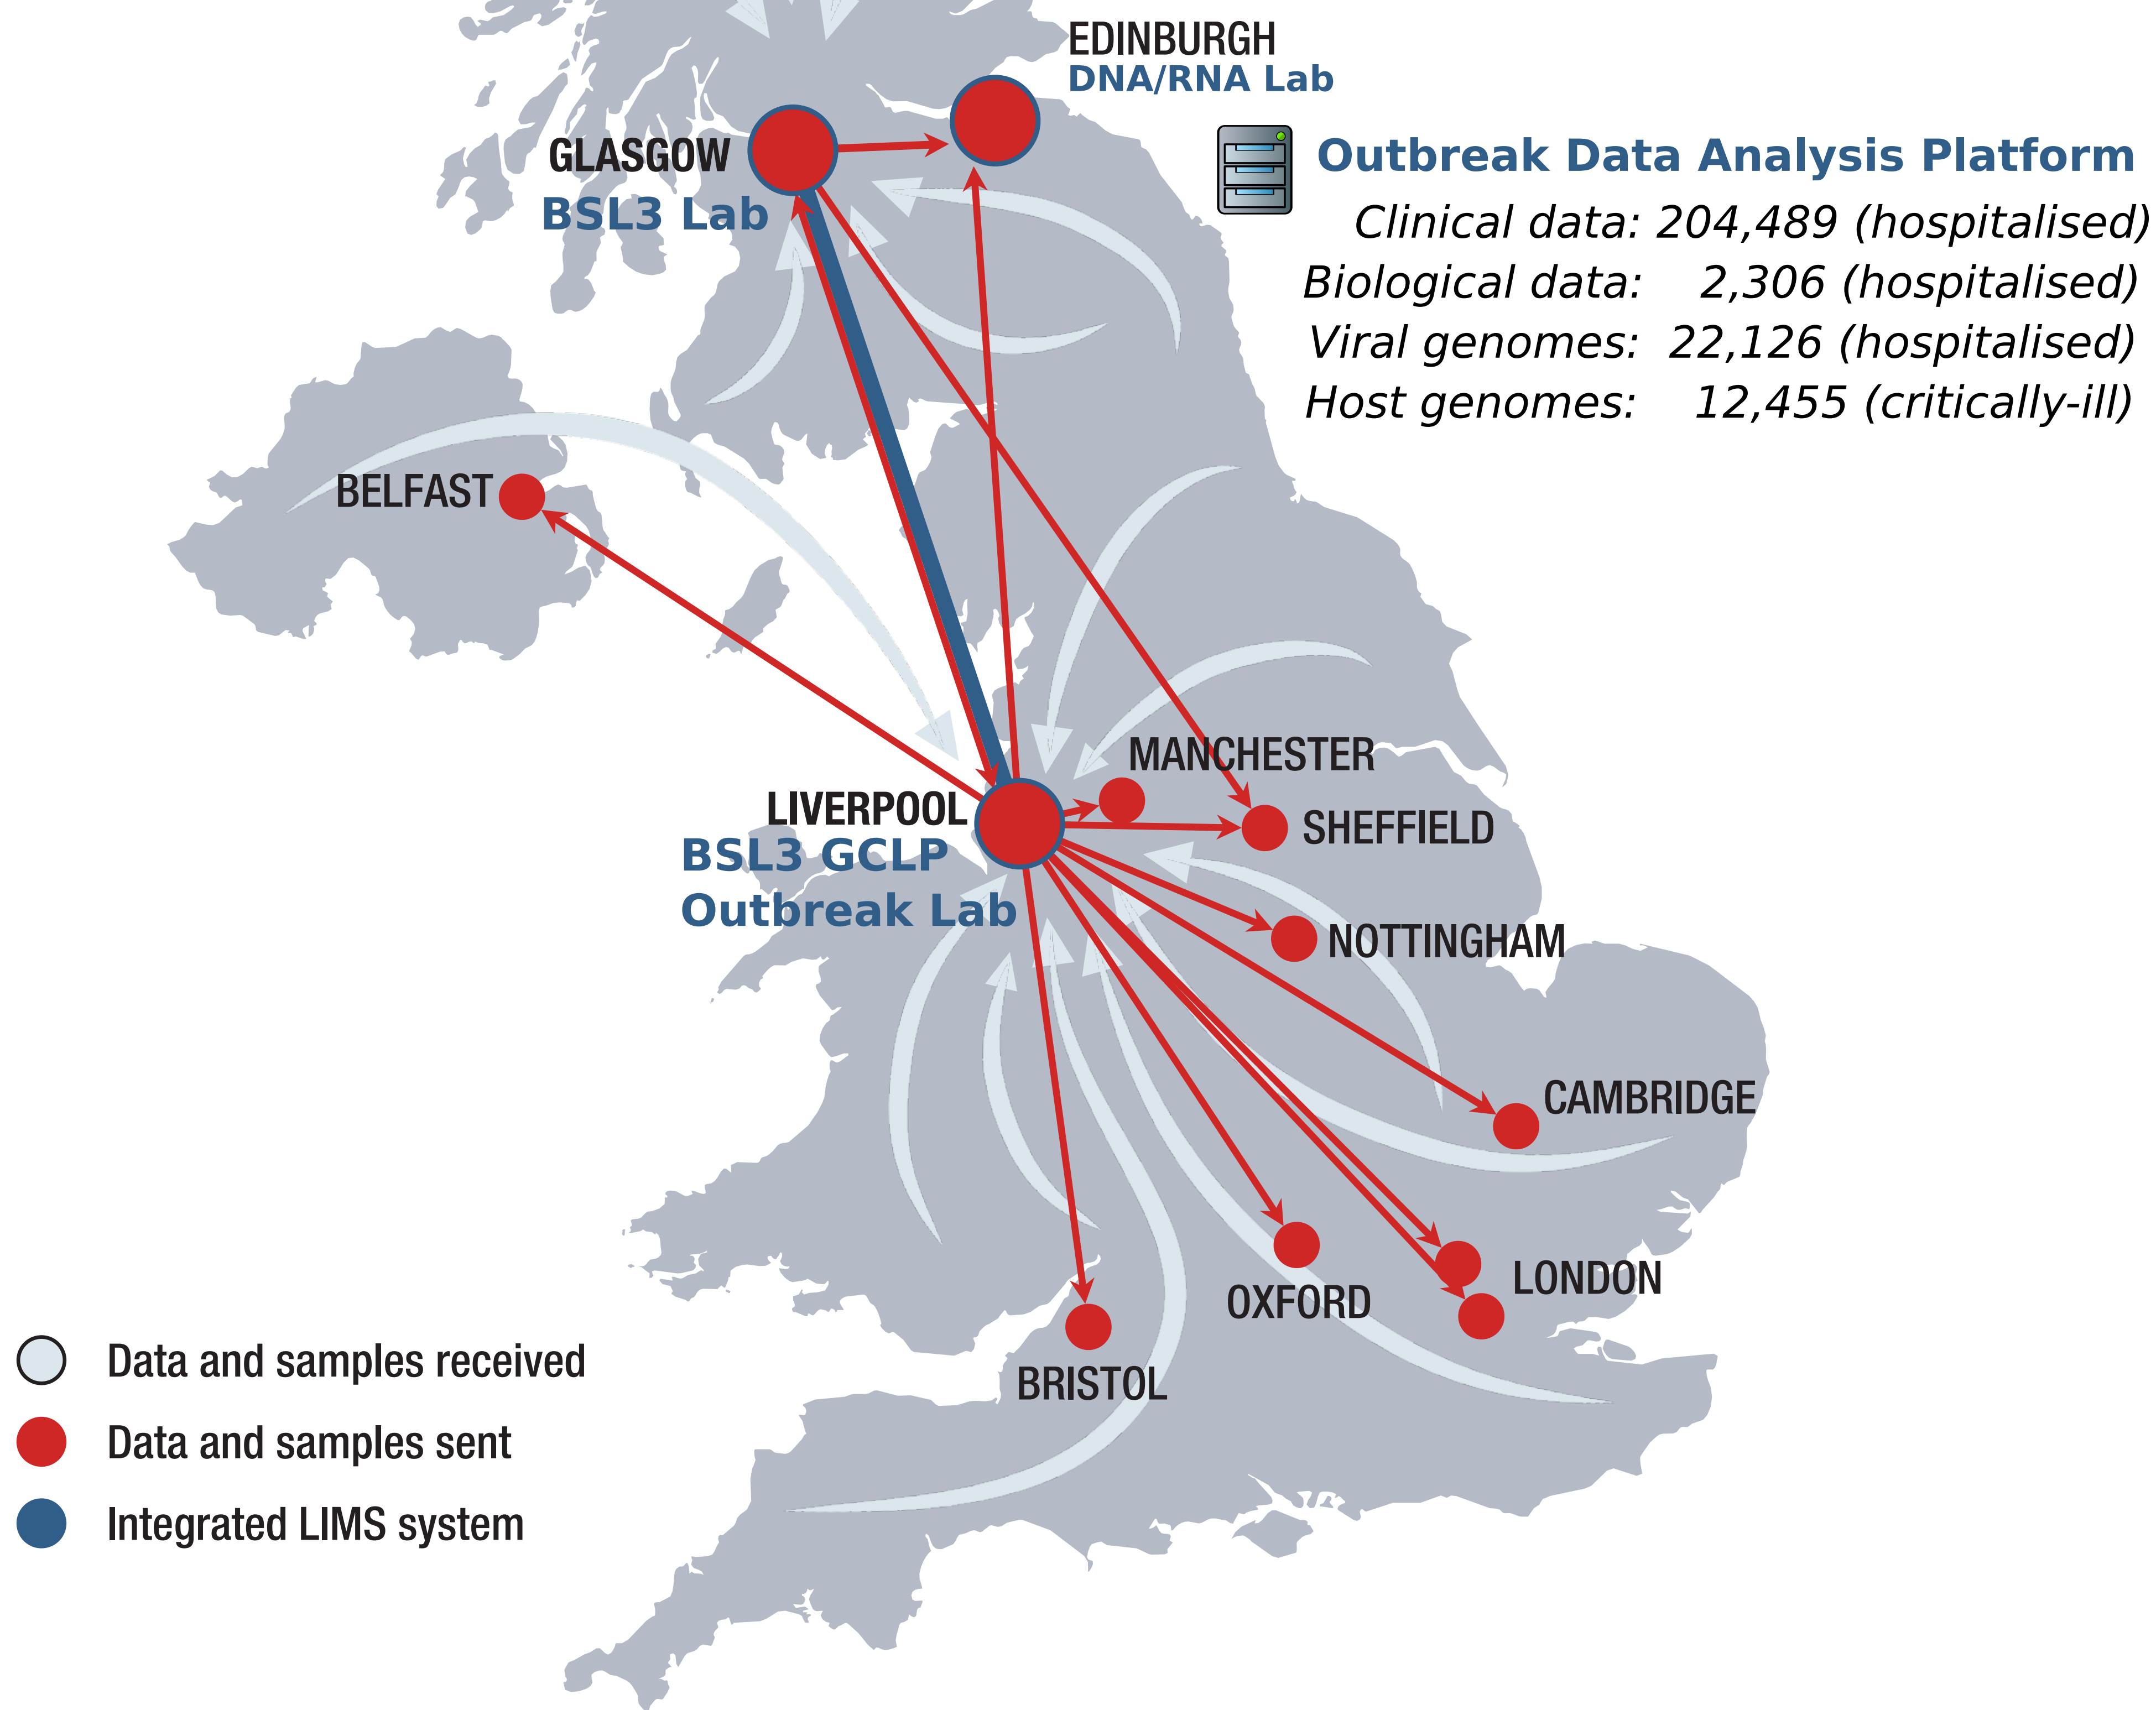 EDINBURGH
DNA/RNA Lab
GLASGOW
BSL3 Lab
Outbreak Data Analysis Platform
Clinical data: 204,489 (hospitalised)
Biological data: 2,306 (hospitalised)
Viral genomes: 22,126 (hospitalised)
Host genomes: 12,455 (critically-ill)
BELFAST
MANCHESTER
LIVERPOOL
BSL3 GCLP
Outbreak Lab
SHEFFIELD
NOTTINGHAM
CAMBRIDGE
LONDON
OXFORD
BRISTOL
Data and samples received
Data and samples sent
Integrated LIMS system